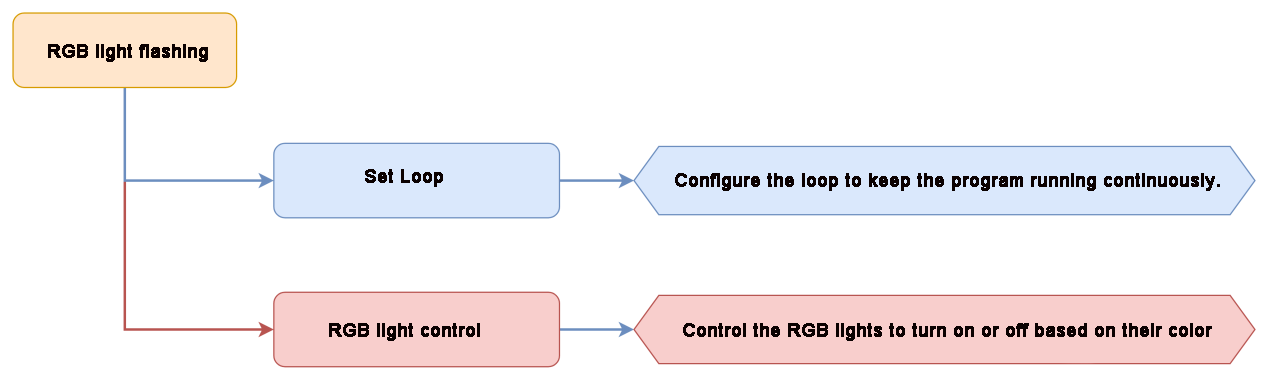 RGB light flashing
Set Loop
Configure the loop to keep the program running continuously.
RGB light control
Control the RGB lights to turn on or off based on their color